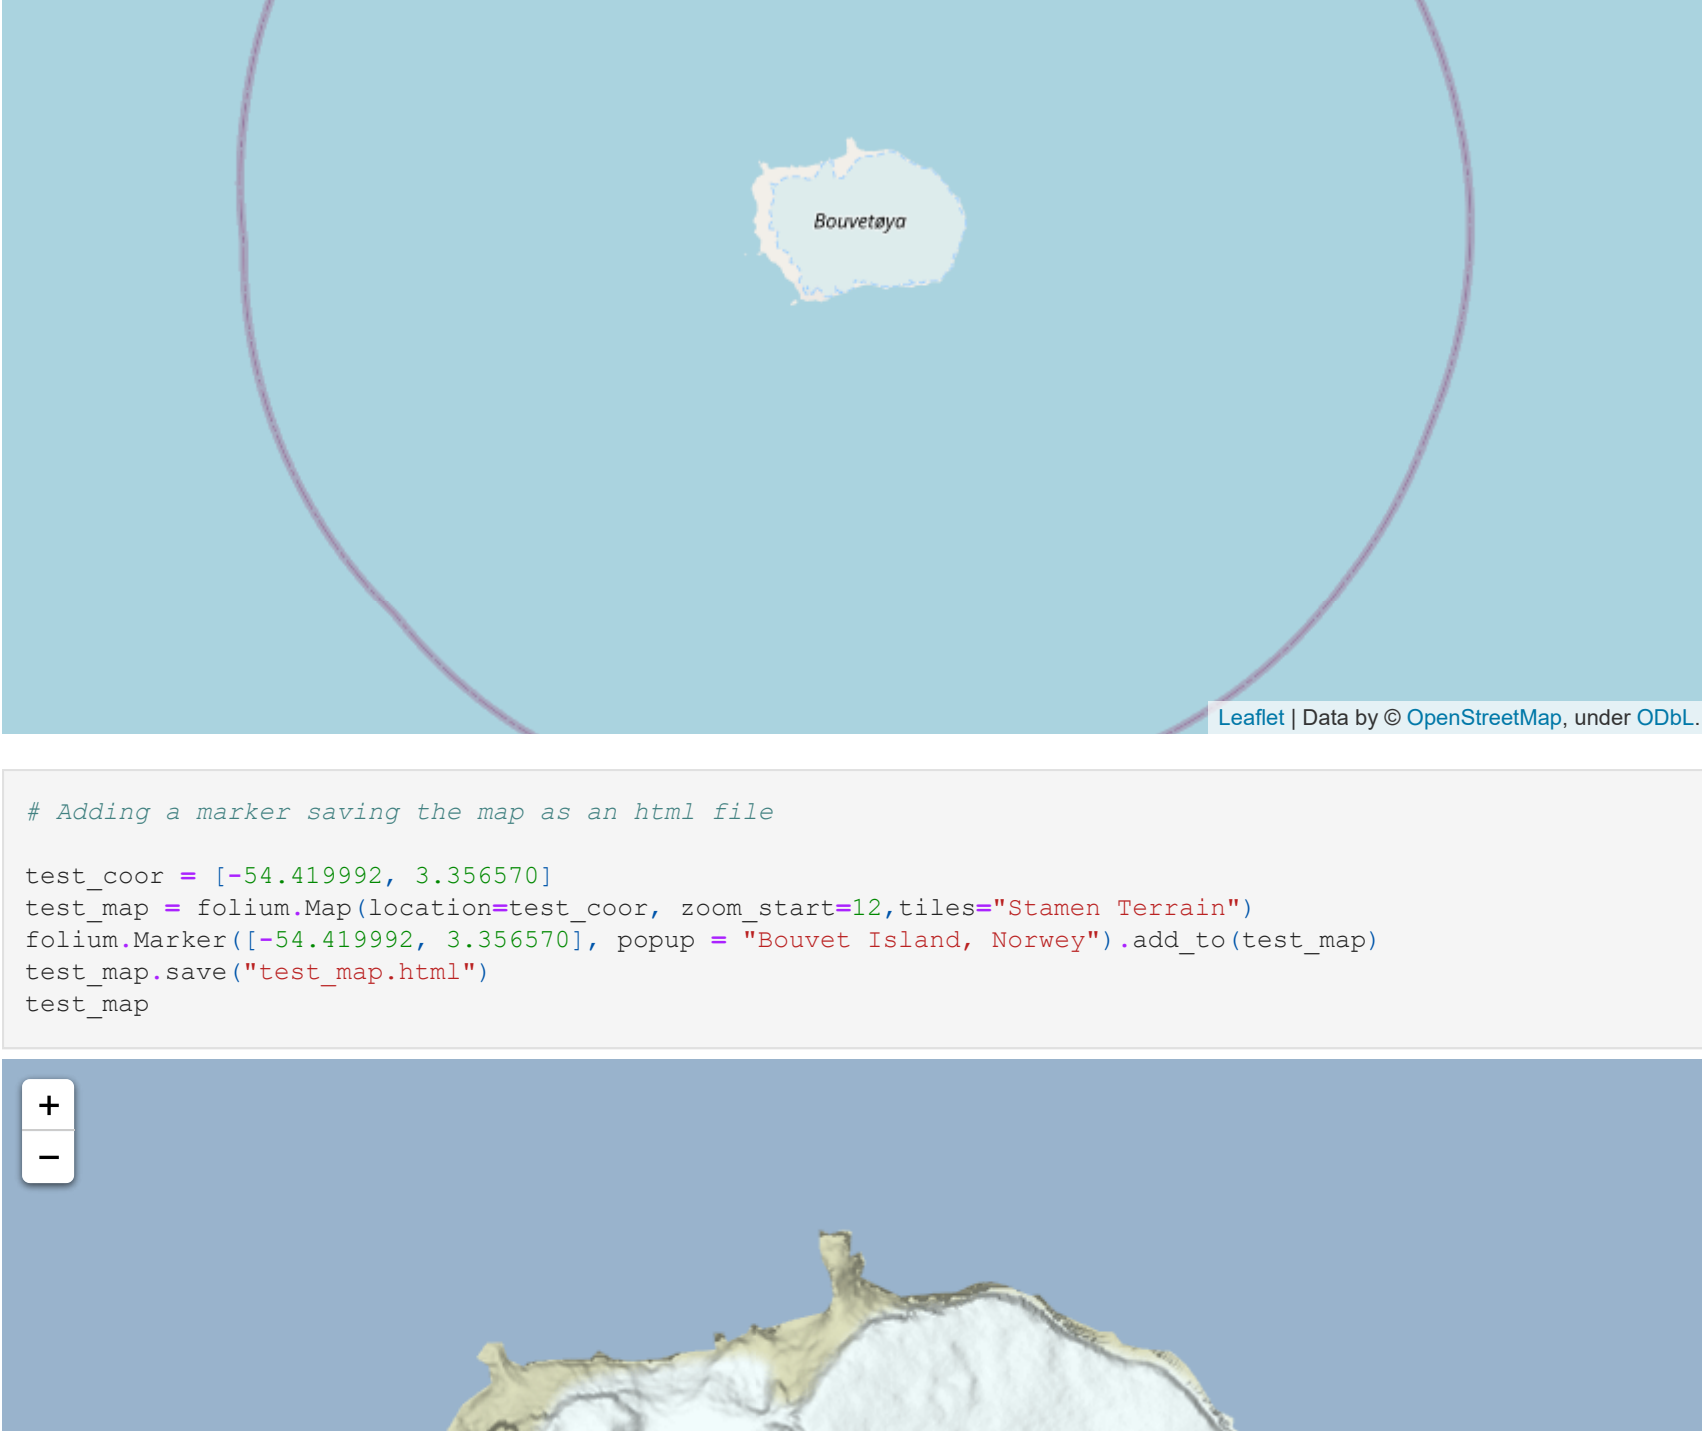 Bouvetøya
Leaflet | Data by © OpenStreetMap, under ODbL.
# Adding a marker saving the map as an html file
test_coor = [-54.419992, 3.356570]
test_map = folium.Map(location=test_coor, zoom_start=12,tiles="Stamen Terrain")
folium.Marker([-54.419992, 3.356570], popup = "Bouvet Island, Norwey").add_to(test_map)
test_map.save("test_map.html")
test_map
+
−